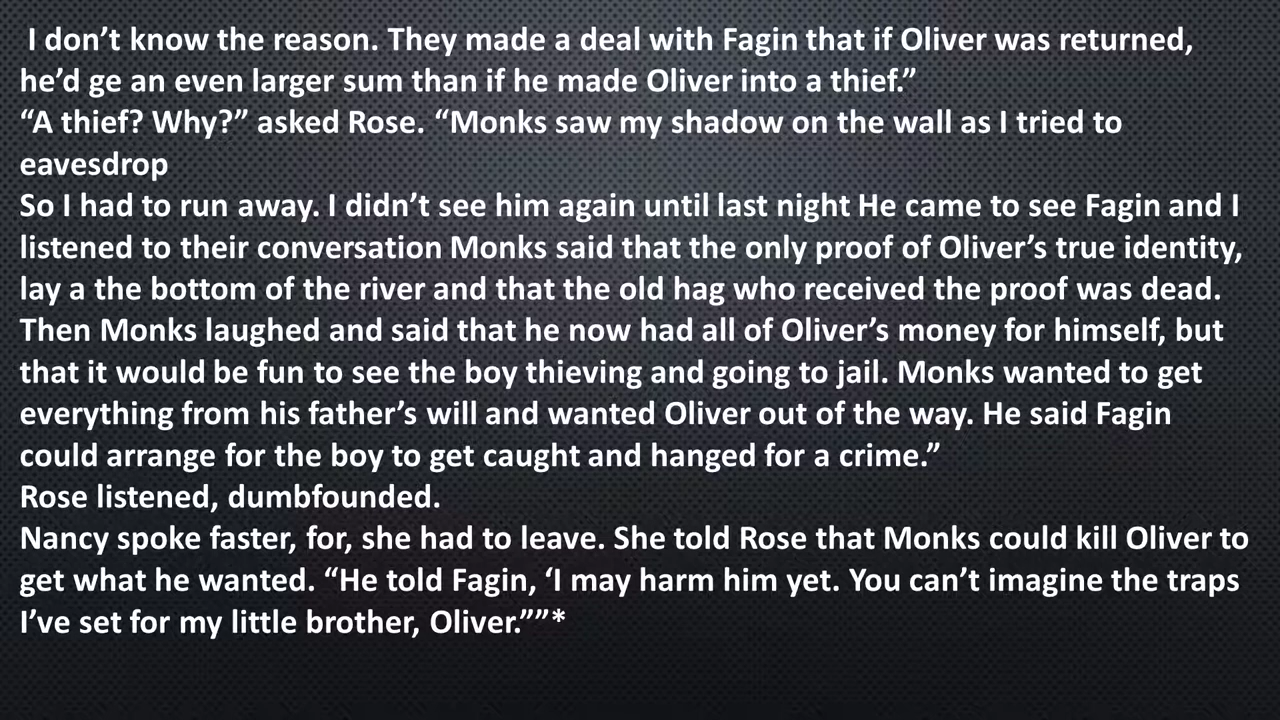 I don’t know the reason. They made a deal with Fagin that if Oliver was returned,
he’d ge an even larger sum than if he made Oliver into a thief.”
“A thief? Why?” asked Rose. “Monks saw my shadow on the wall as I tried to
eavesdrop
So I had to run away. I didn’t see him again until last night He came to see Fagin and I
listened to their conversation Monks said that the only proof of Oliver’s true identity,
lay a the bottom of the river and that the old hag who received the proof was dead.
Then Monks laughed and said that he now had all of Oliver’s money for himself, but
that it would be fun to see the boy thieving and going to jail. Monks wanted to get
everything from his father’s will and wanted Oliver out of the way. He said Fagin
could arrange for the boy to get caught and hanged for a crime.”
Rose listened, dumbfounded.
Nancy spoke faster, for, she had to leave. She told Rose that Monks could kill Oliver to
get what he wanted. “He told Fagin, ‘I may harm him yet. You can’t imagine the traps
I’ve set for my little brother, Oliver.””*